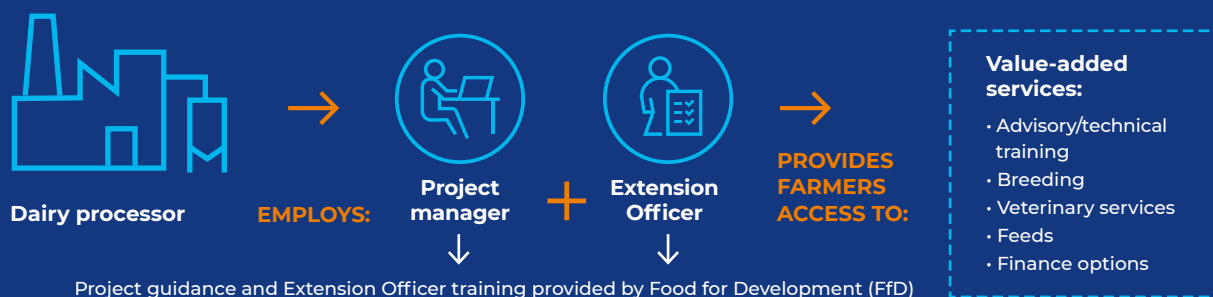 Dairy processor
EMPLOYS:
Project
manager
+
Extension
Officer
PROVIDES
FARMERS
ACCESS TO:
Value-added
services:
· Advisory/technical
training
· Breeding
· Veterinary services
· Feeds
· Finance options
Project guidance and Extension Officer training provided by Food for Development (FfD)